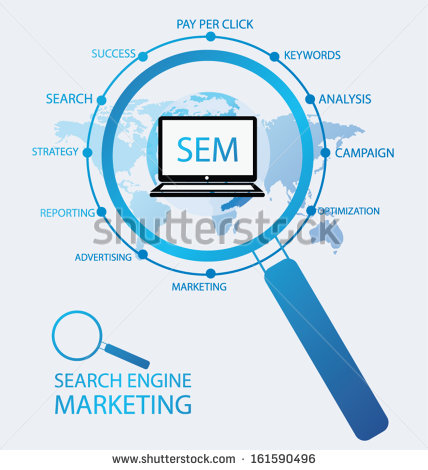 PAY PER CLICK
SUCCESS
KEYWORDS
SEARCH
ANALYSIS
SEM
STRATEGY
CAMPAIGN
REPORTING
OPTIMIZATION
shutterstock
ADVERTISING
MARKETING
SEARCH ENGINE
MARKETING
www.shutterstock.com · 161590496